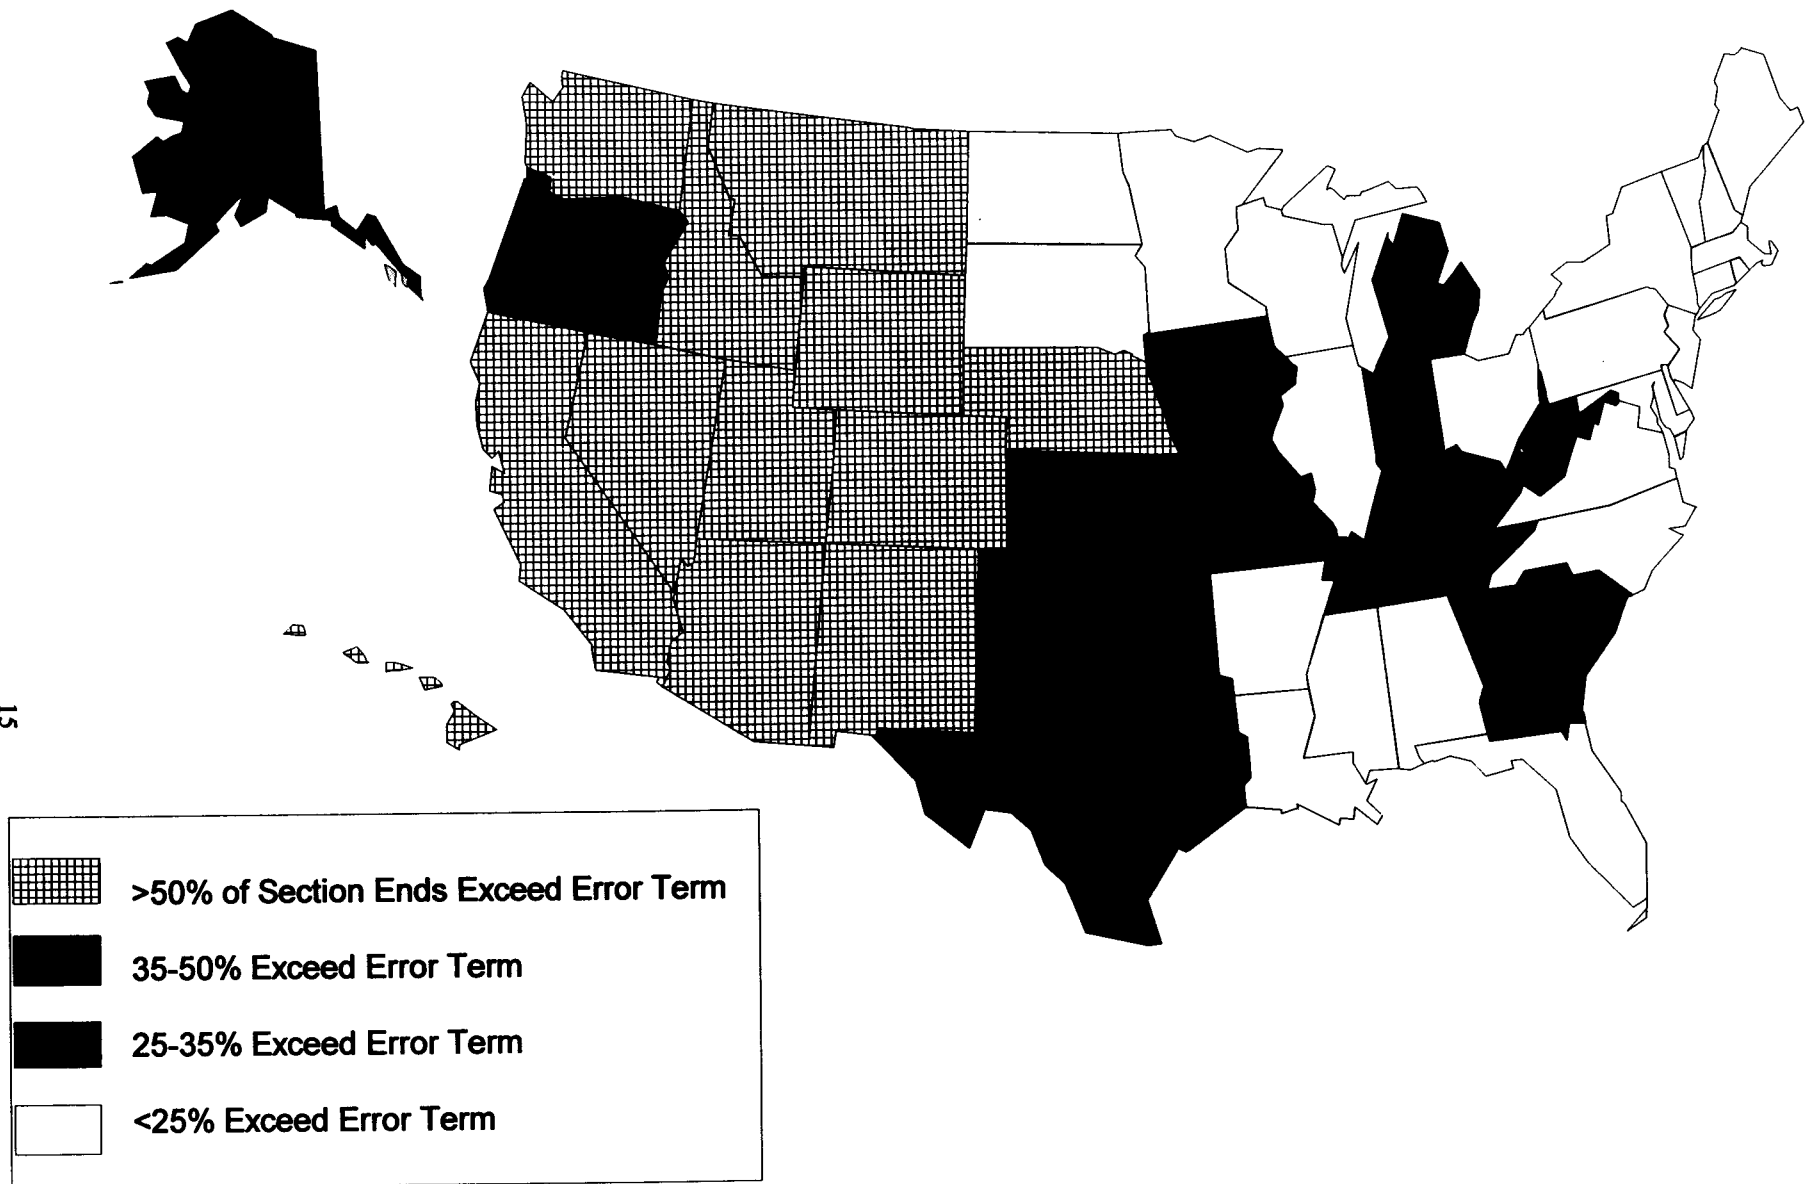 15
>50% of Section Ends Exceed Error Term
35-50% Exceed Error Term
25-35% Exceed Error Term
<25% Exceed Error Term